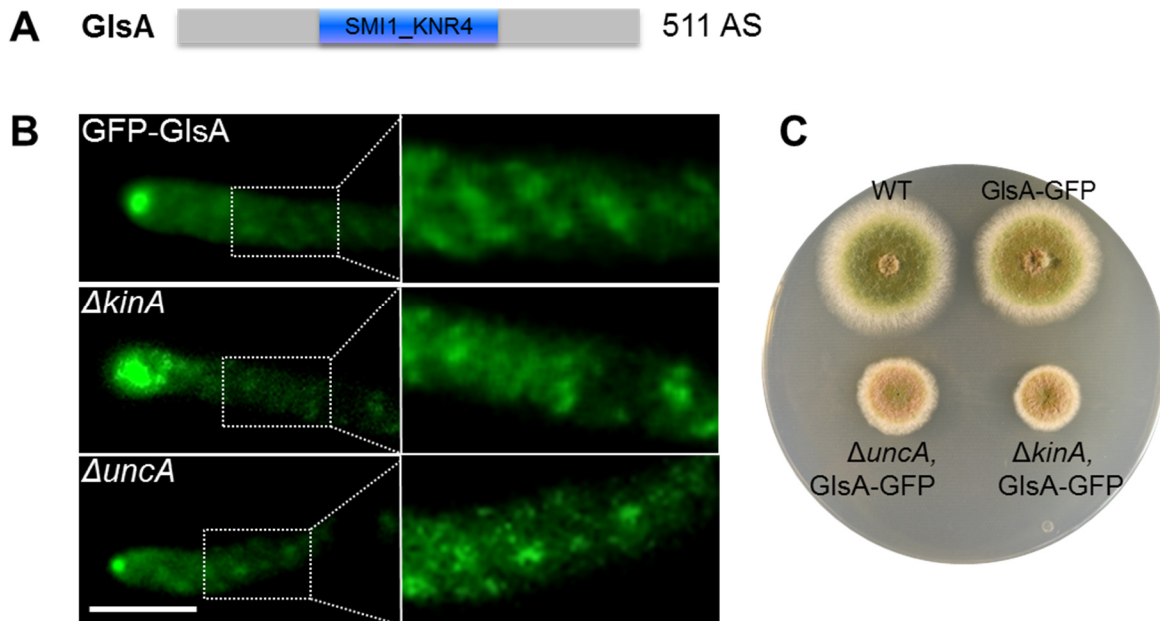 A GlsA SMI1_KNR4 511 AS
B
GFP-GlsA
ΔkinA
ΔuncA
C
WT GlsA-GFP
ΔuncA, ΔkinA,
GlsA-GFP GlsA-GFP